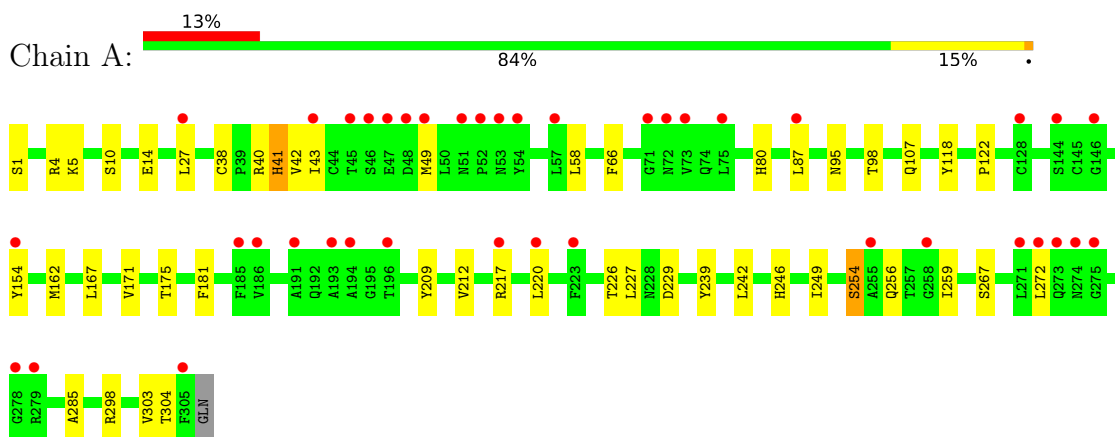 13%
Chain A:
84% 15% •
S1 R4 K5 S10 E14 L27 C38 P39 R40 H41 V42 I43 C44 T45 S46 E47 D48 M49 L50 N51 P52 N53 Y54 L57 L58 F66 G71 N72 V73 Q74 L75 H80 L87 N95 T98 Q107 Y118 P122 C128 S144 C145 G146
Y154 M162 L167 V171 T175 F181 F185 V186 A191 Q192 A193 A194 G195 T196 Y209 V212 R217 L220 F223 T226 L227 N228 D229 Y239 L242 H246 I249 S254 A255 Q256 T257 G258 I259 S267 L271 L272 Q273 N274 G275
G278 R279 A285 R298 V303 T304 F305 GLN